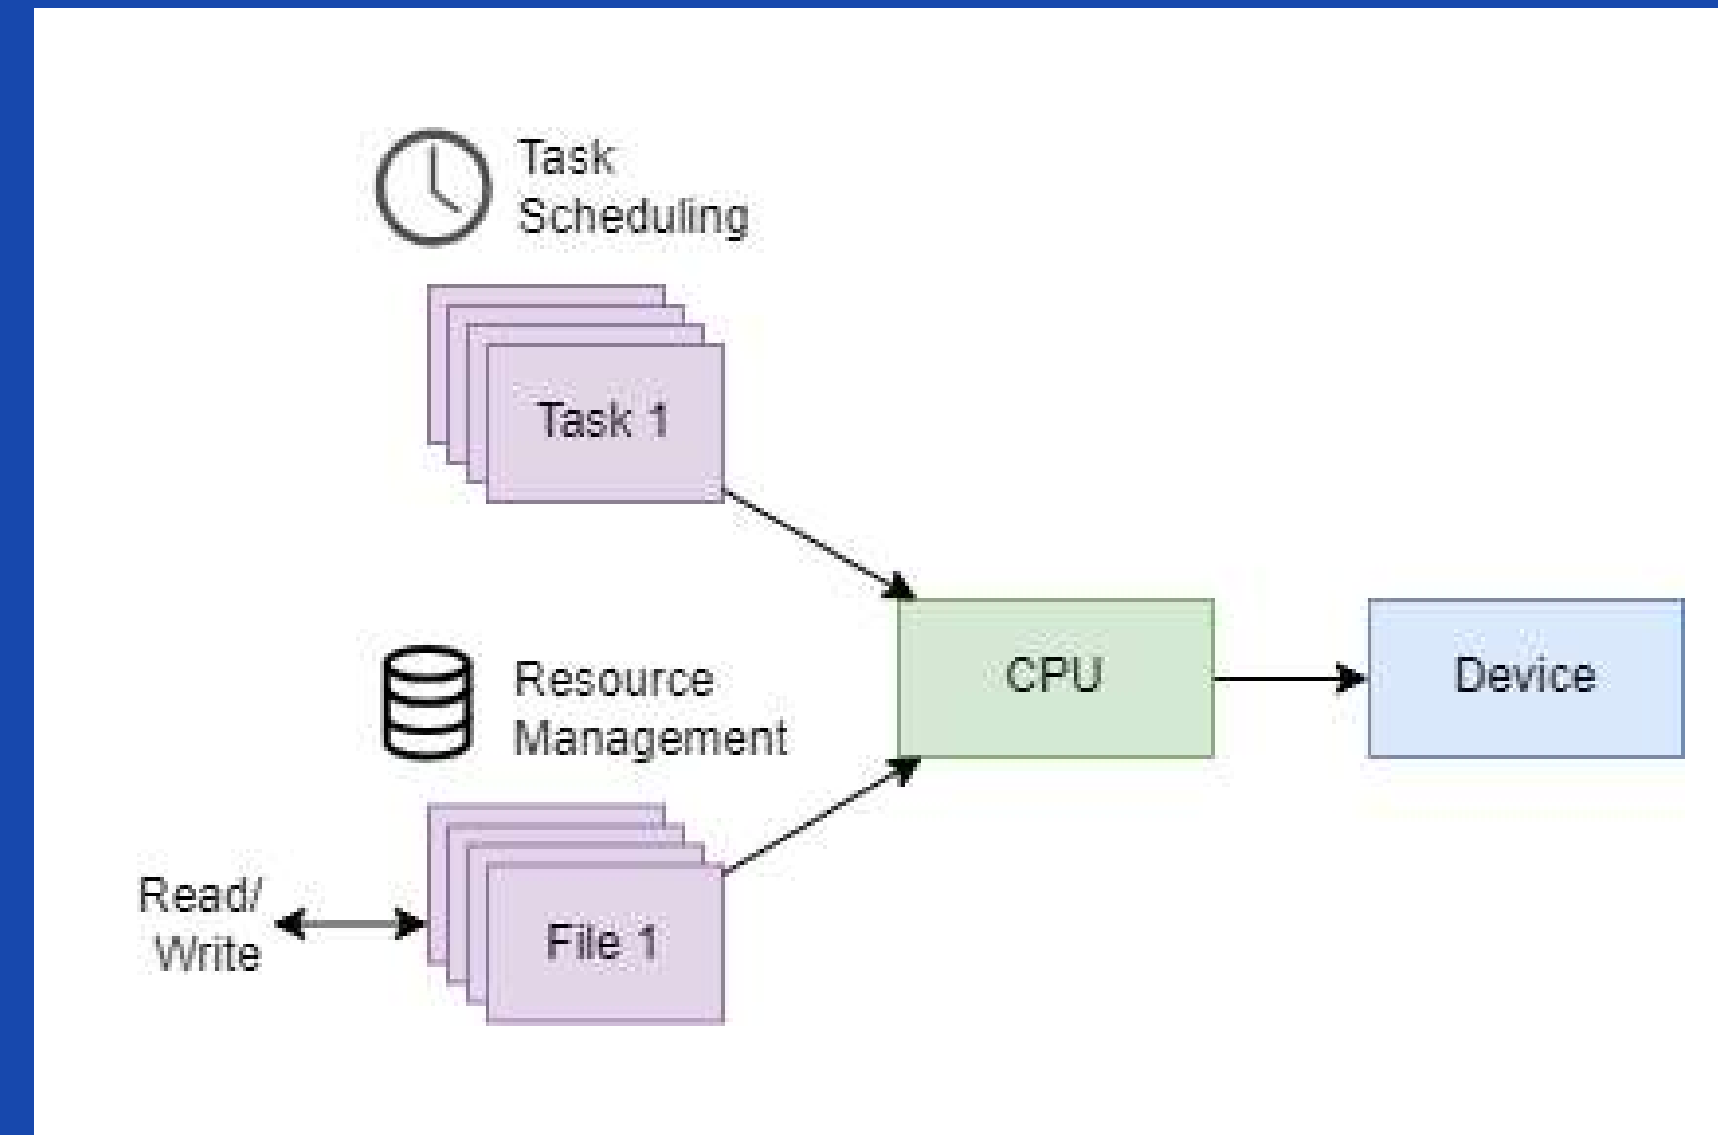 Task
Scheduling
Task 1
CPU
Device
Resource
Management
Read/
Write
File 1